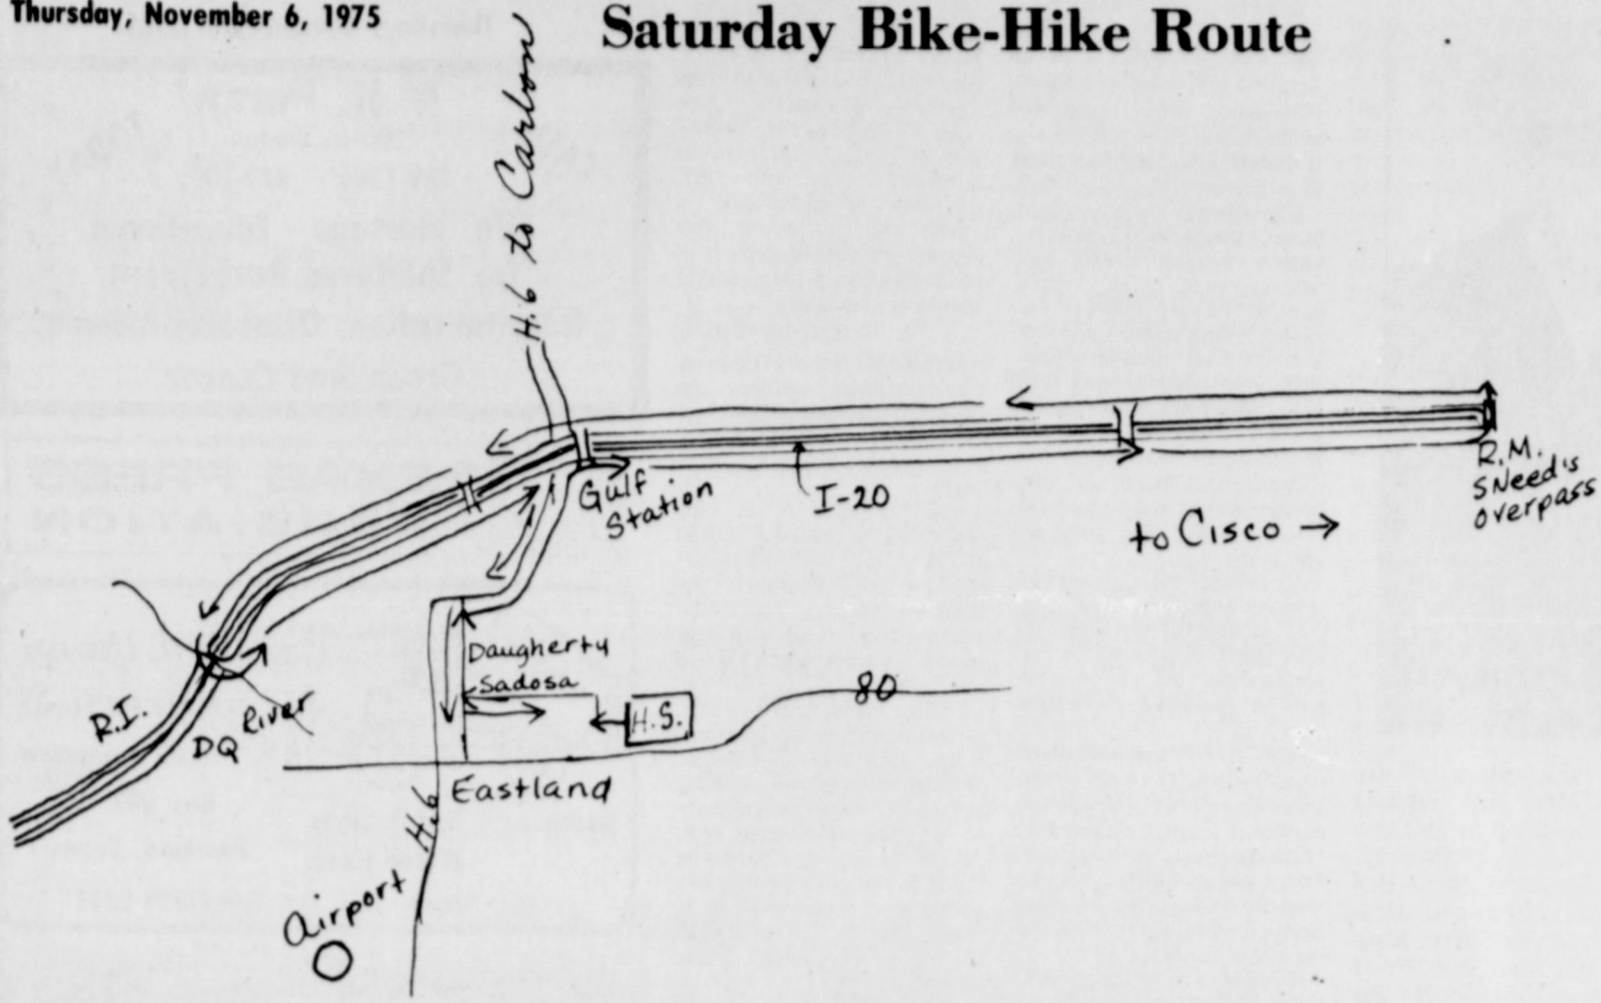 Thursday, November 6, 1975
Saturday Bike-Hike Route
H.6 to Carbon
Gulf
Station
I-20
R.M.
SNeed's
overpass
to Cisco →
Daugherty
Sadosa
H.S.
80
R.I.
DQ
River
Eastland
H.6
Airport